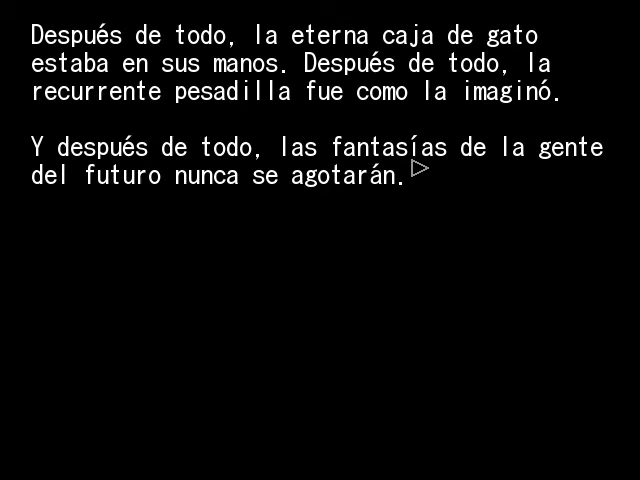 Después de todo, la eterna caja de gato
estaba en sus manos. Después de todo, la
recurrente pesadilla fue como la imaginó.
Y después de todo, las fantasías de la gente
del futuro nunca se agotarán.